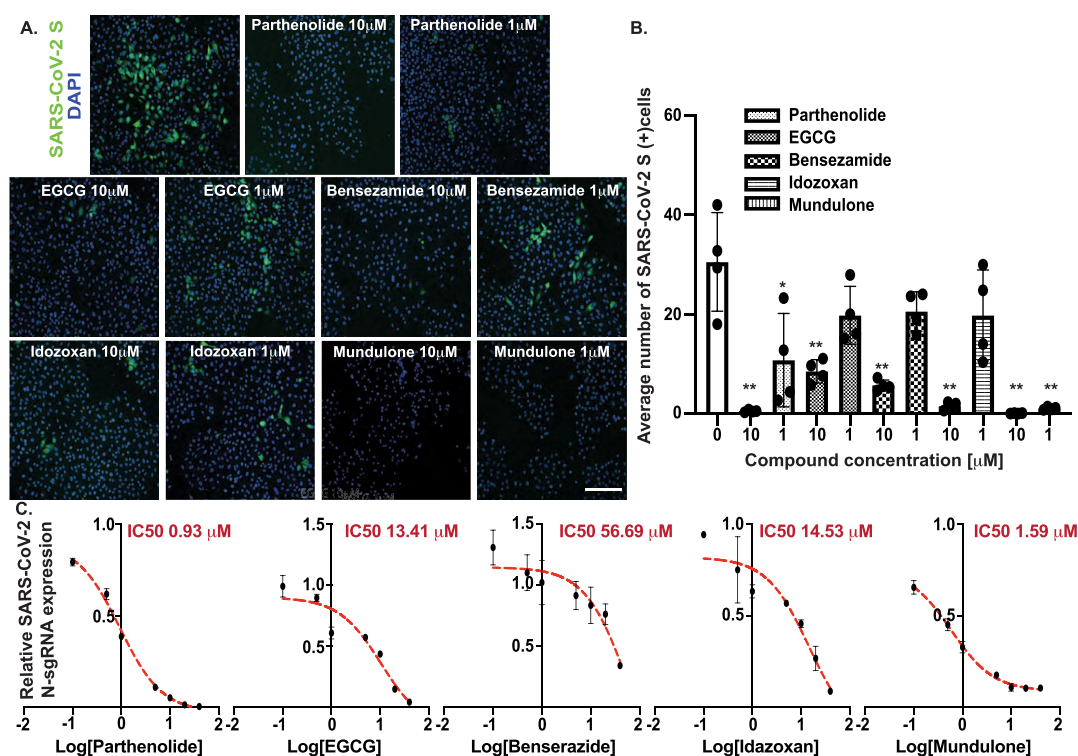 A.
SARS-CoV-2 S
DAPI
Parthenolide 10μM
Parthenolide 1μM
EGCG 10μM
EGCG 1μM
Bensezamide 10μM
Bensezamide 1μM
Idozoxan 10μM
Idozoxan 1μM
Mundulone 10μM
Mundulone 1μM
B.
Average number of SARS-CoV-2 S (+)cells
60
40
20
0
Parthenolide
EGCG
Bensezamide
Idozoxan
Mundulone
** * ** ** ** ** **
0 10 1 10 1 10 1 10 1 10 1
Compound concentration [μM]
C.
Relative SARS-CoV-2
N-sgRNA expression
IC50 0.93 μM
1.0
0.5
-2 -1 0 1 2
Log[Parthenolide]
IC50 13.41 μM
1.5
1.0
0.5
-2 -1 0 1 2
Log[EGCG]
IC50 56.69 μM
1.5
1.0
0.5
-2 -1 0 1 2
Log[Benserazide]
IC50 14.53 μM
1.0
0.5
-2 -1 0 1 2
Log[Idazoxan]
IC50 1.59 μM
1.0
0.5
-2 -1 0 1 2
Log[Mundulone]